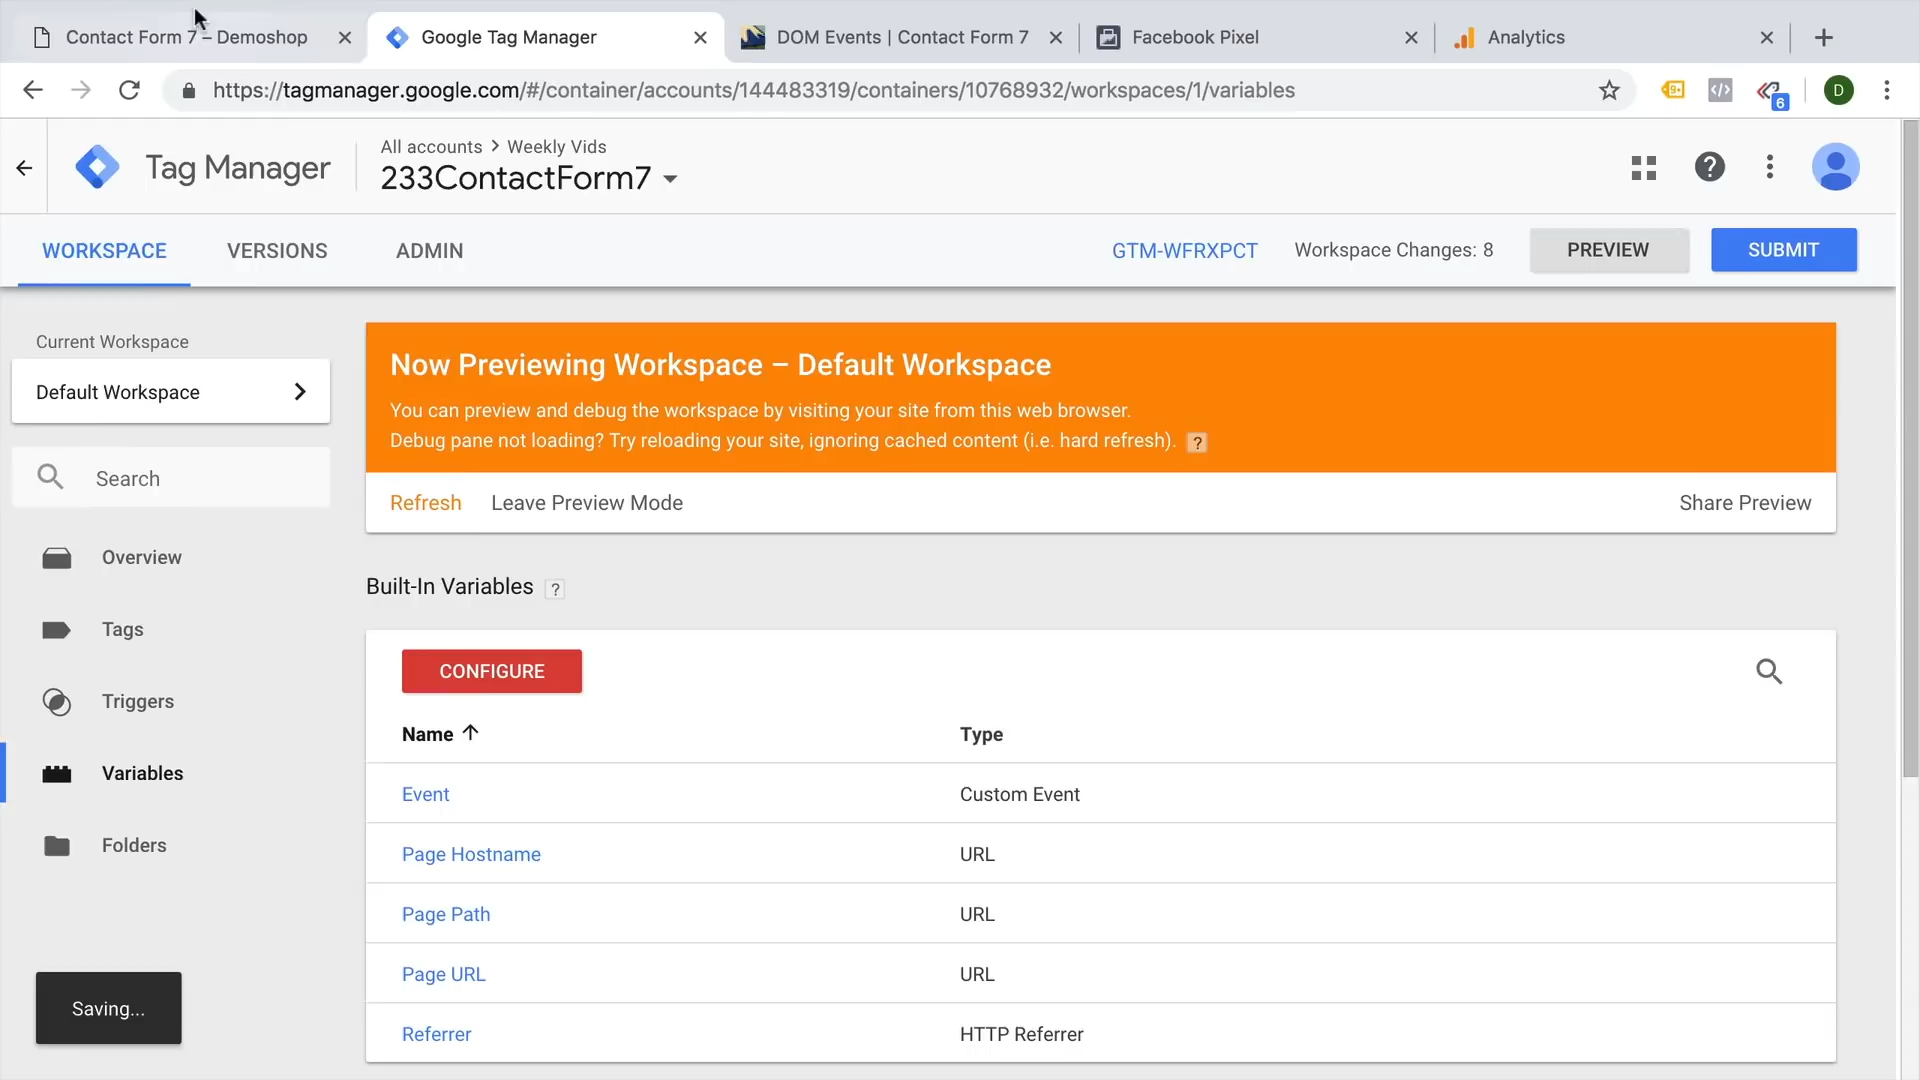 Contact Form 7 – Demoshop
Google Tag Manager
DOM Events | Contact Form 7
Facebook Pixel
Analytics
https://tagmanager.google.com/#/container/accounts/144483319/containers/10768932/workspaces/1/variables
9+
6
D
Tag Manager
All accounts > Weekly Vids
233ContactForm7
WORKSPACE
VERSIONS
ADMIN
GTM-WFRXPCT
Workspace Changes: 8
PREVIEW
SUBMIT
Current Workspace
Default Workspace
Search
Overview
Tags
Triggers
Variables
Folders
Now Previewing Workspace – Default Workspace
You can preview and debug the workspace by visiting your site from this web browser.
Debug pane not loading? Try reloading your site, ignoring cached content (i.e. hard refresh). ?
Refresh
Leave Preview Mode
Share Preview
Built-In Variables ?
CONFIGURE
Name
Type
Event
Custom Event
Page Hostname
URL
Page Path
URL
Page URL
URL
Referrer
HTTP Referrer
Saving...